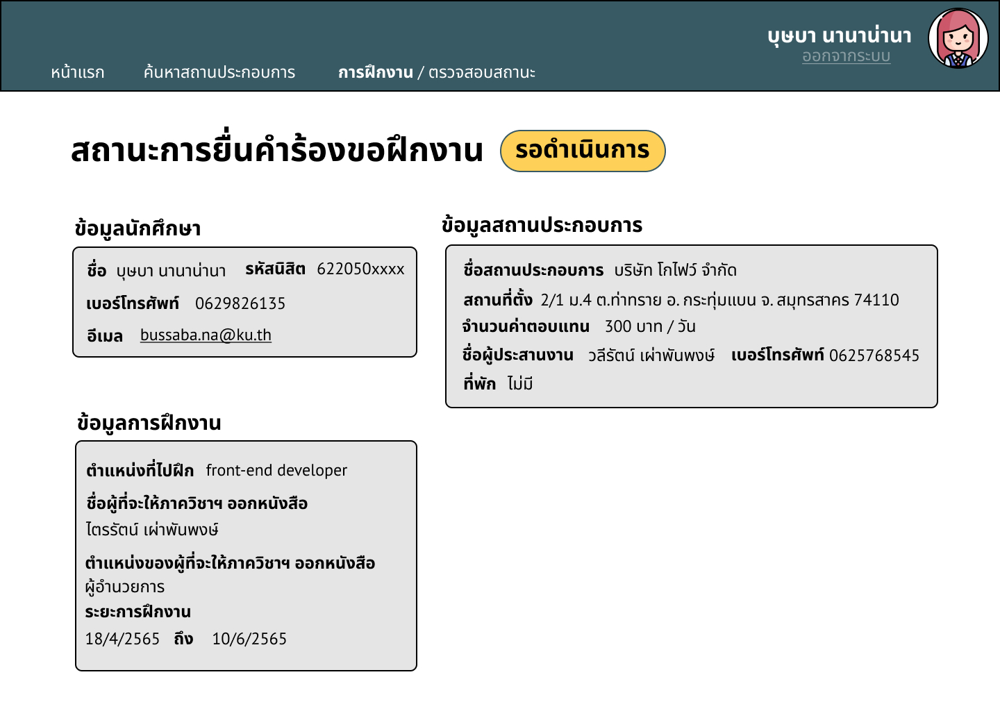 บุษบา นานาน่านา
ออกจากระบบ
หน้าแรก ค้นหาสถานประกอบการ การฝึกงาน / ตรวจสอบสถานะ
สถานะการยื่นคำร้องขอฝึกงาน รอดำเนินการ
ข้อมูลนักศึกษา
ชื่อ บุษบา นานาน่านา รหัสนิสิต 622050xxxx
เบอร์โทรศัพท์ 0629826135
อีเมล bussaba.na@ku.th
ข้อมูลสถานประกอบการ
ชื่อสถานประกอบการ บริษัท โกไฟว์ จำกัด
สถานที่ตั้ง 2/1 ม.4 ต.ท่าทราย อ. กระทุ่มแบน จ. สมุทรสาคร 74110
จำนวนค่าตอบแทน 300 บาท / วัน
ชื่อผู้ประสานงาน วลีรัตน์ เผ่าพันพงษ์ เบอร์โทรศัพท์ 0625768545
ที่พัก ไม่มี
ข้อมูลการฝึกงาน
ตำแหน่งที่ไปฝึก front-end developer
ชื่อผู้ที่จะให้ภาควิชาฯ ออกหนังสือ
ไตรรัตน์ เผ่าพันพงษ์
ตำแหน่งของผู้ที่จะให้ภาควิชาฯ ออกหนังสือ
ผู้อำนวยการ
ระยะการฝึกงาน
18/4/2565 ถึง 10/6/2565